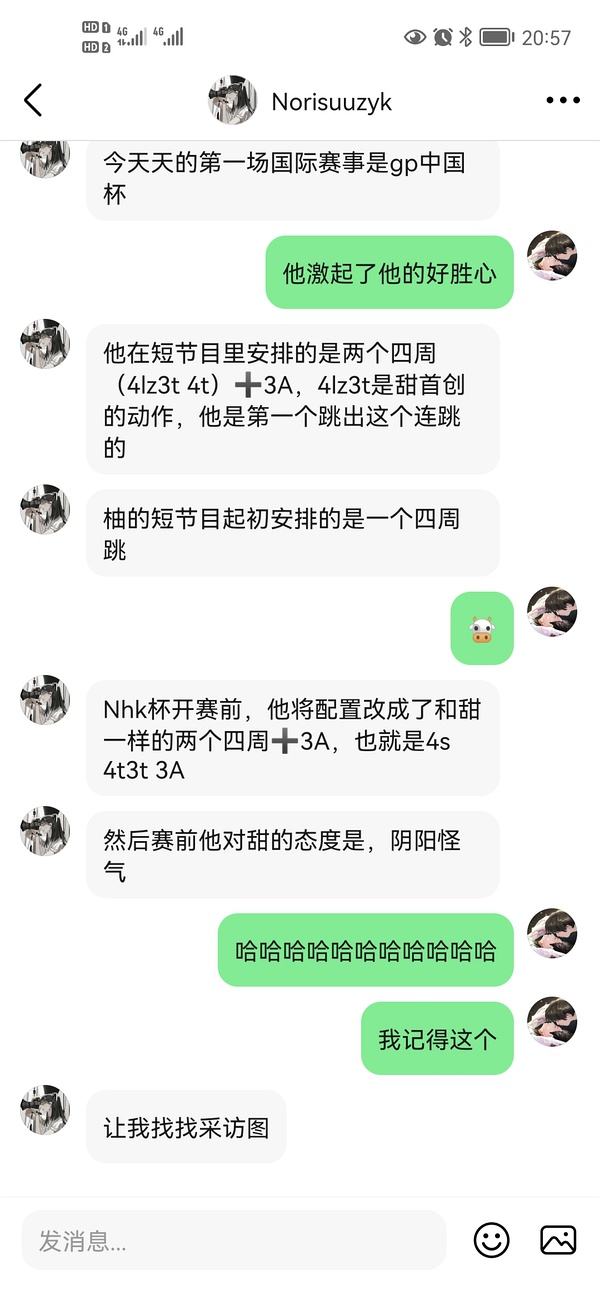 HD 1 4G 4G
HD 2
20:57
Norisuuzyk
今天天的第一场国际赛事是gp中国
杯
他激起了他的好胜心
他在短节目里安排的是两个四周
（4lz3t 4t）➕3A，4lz3t是甜首创
的动作，他是第一个跳出这个连跳
的
柚的短节目起初安排的是一个四周
跳
🐮
Nhk杯开赛前，他将配置改成了和甜
一样的两个四周➕3A，也就是4s
4t3t 3A
然后赛前他对甜的态度是，阴阳怪
气
哈哈哈哈哈哈哈哈哈哈哈
我记得这个
让我找找采访图
发消息...